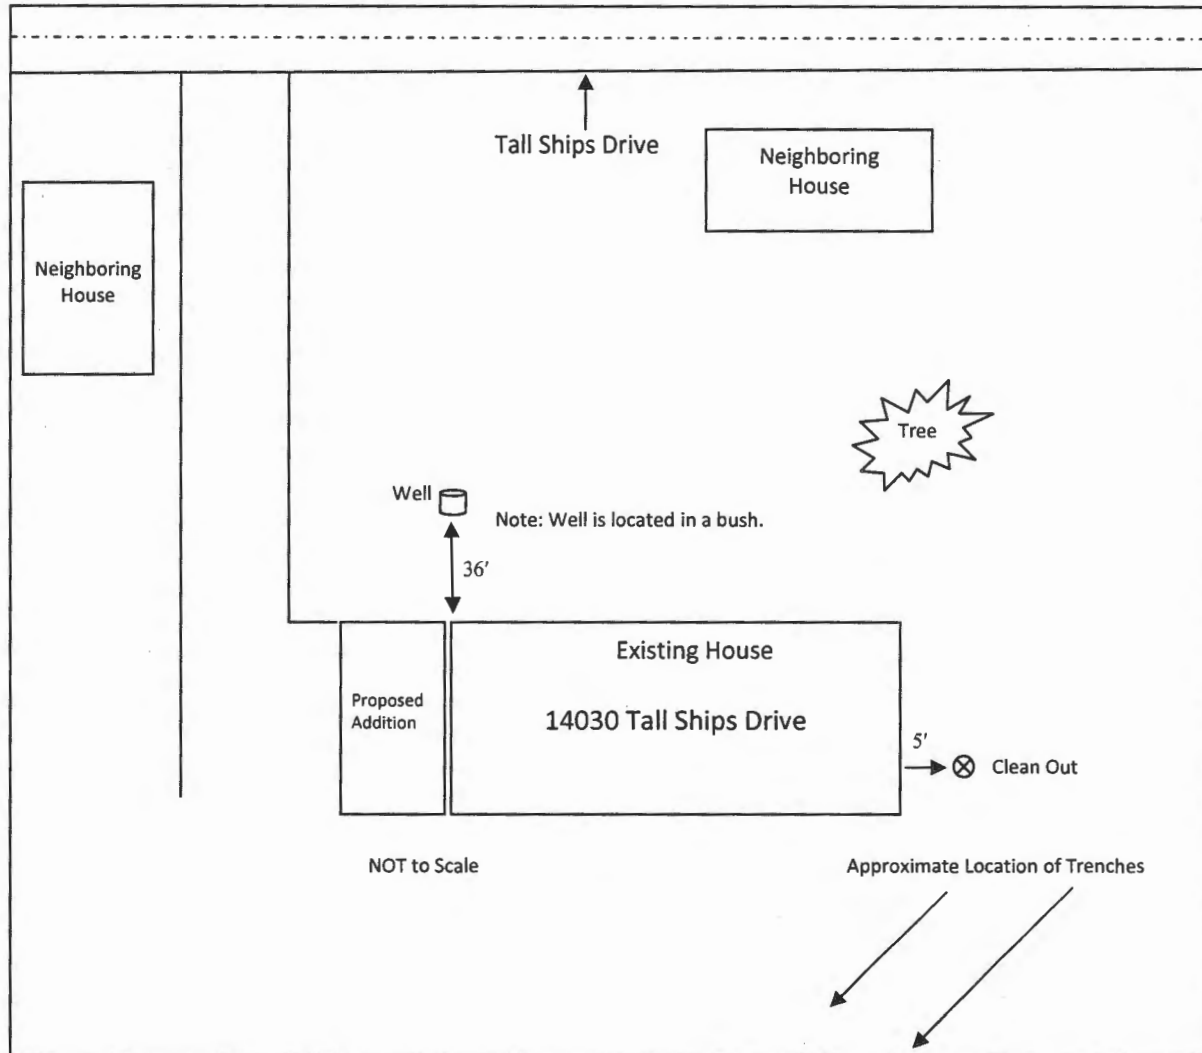 Tall Ships Drive
Neighboring
House
Neighboring
House
Tree
Well
Note: Well is located in a bush.
36'
Existing House
Proposed
Addition
14030 Tall Ships Drive
5'
Clean Out
NOT to Scale
Approximate Location of Trenches